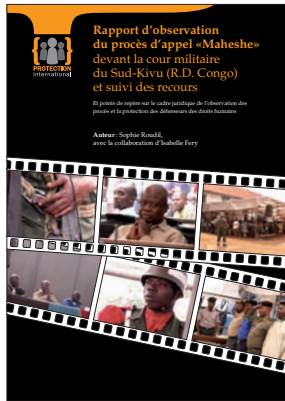 PROTECTION
international
Rapport d'observation
du procès d'appel «Maheshe»
devant la cour militaire
du Sud-Kivu (R.D. Congo)
et suivi des recours
Et points de repère sur le cadre juridique de l'observation des
procès et la protection des défenseurs des droits humains
Auteur : Sophie Roudil,
avec la collaboration d'Isabelle Fery